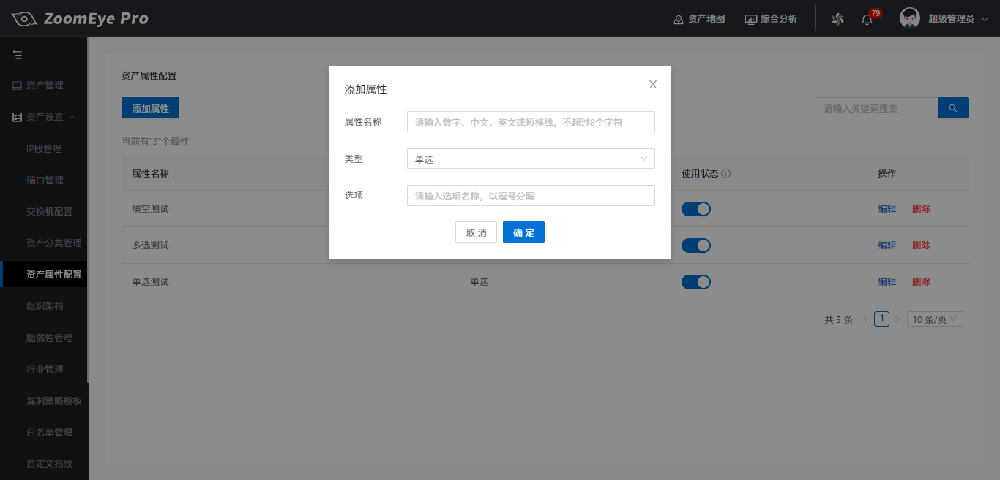 ZoomEye Pro
资产地图
综合分析
79
超级管理员
资产管理
资产设置
IP段管理
端口管理
交换机配置
资产分类管理
资产属性配置
组织架构
脆弱性管理
行业管理
漏洞策略模板
白名单管理
自定义指纹
资产属性配置
添加属性
请输入关键词搜索
当前有"3"个属性
属性名称 使用状态 操作
填空测试 编辑 删除
多选测试 编辑 删除
单选测试 单选 编辑 删除
共 3 条 1 10 条/页
添加属性
属性名称 请输入数字、中文、英文或短横线，不超过8个字符
类型 单选
选项 请输入选项名称，以逗号分隔
取 消 确 定